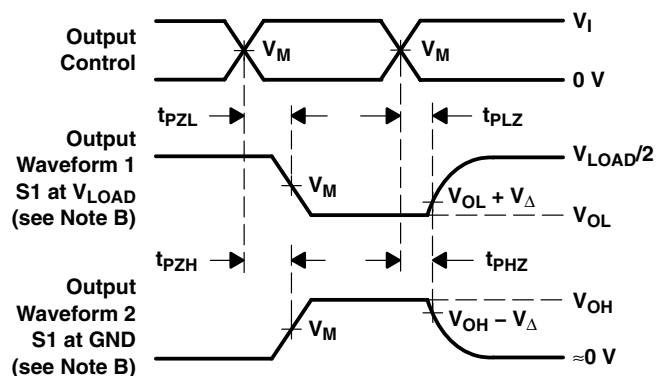 Output
Control
V_M
V_M
V_I
0 V
t_PZL
t_PLZ
Output
Waveform 1
S1 at V_LOAD
(see Note B)
V_M
V_LOAD/2
V_OL + V_Δ
V_OL
t_PZH
t_PHZ
Output
Waveform 2
S1 at GND
(see Note B)
V_M
V_OH
V_OH − V_Δ
≈0 V